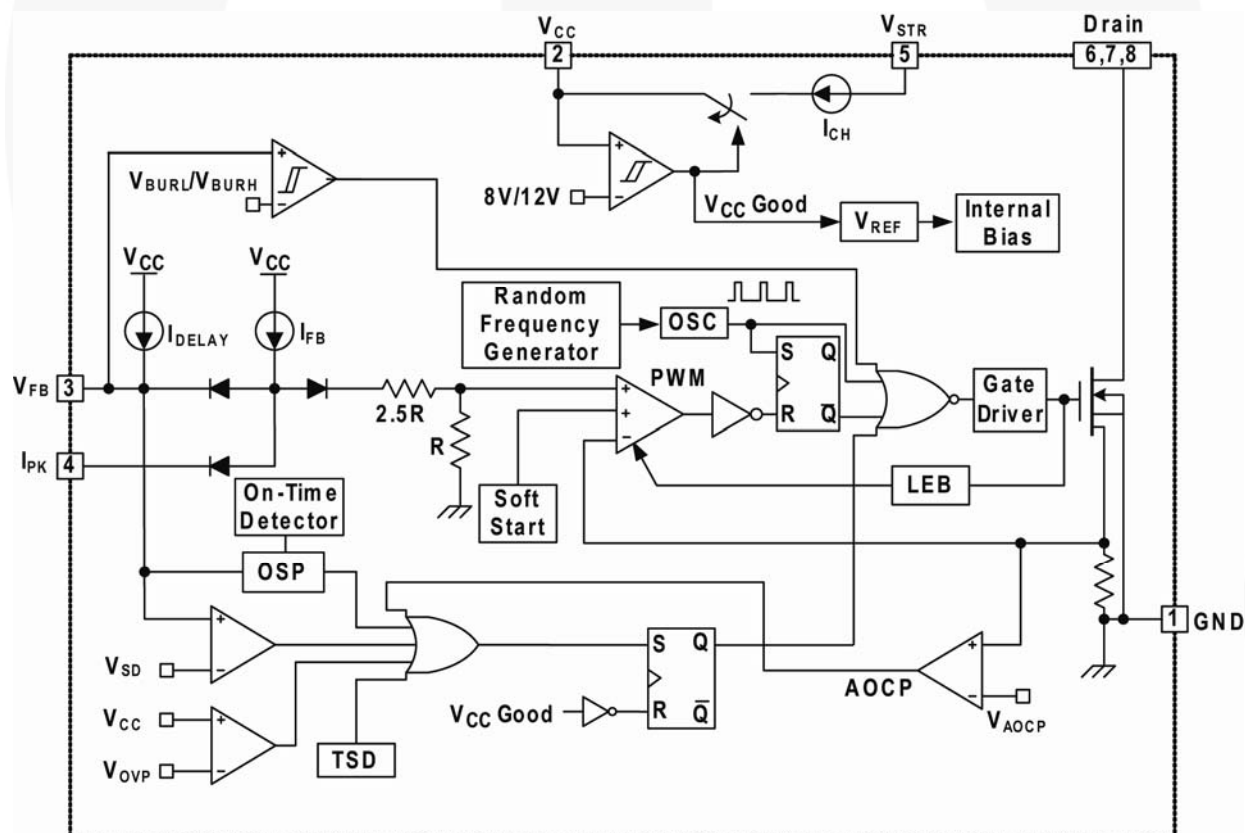 VCC
VSTR
Drain
2
5
6,7,8
ICH
+
VBURL/VBURH
−
+
8V/12V
−
VCC Good
VREF
Internal
Bias
VCC
VCC
Random
Frequency
Generator
OSC
IDELAY
IFB
S Q
R Q̅
VFB 3
2.5R
R
+
+
−
PWM
Gate
Driver
IPK 4
LEB
On-Time
Detector
Soft
Start
OSP
1 GND
+
VSD −
S Q
R Q̅
AOCP
+
−
VAOCP
VCC +
VOVP −
VCC Good
TSD